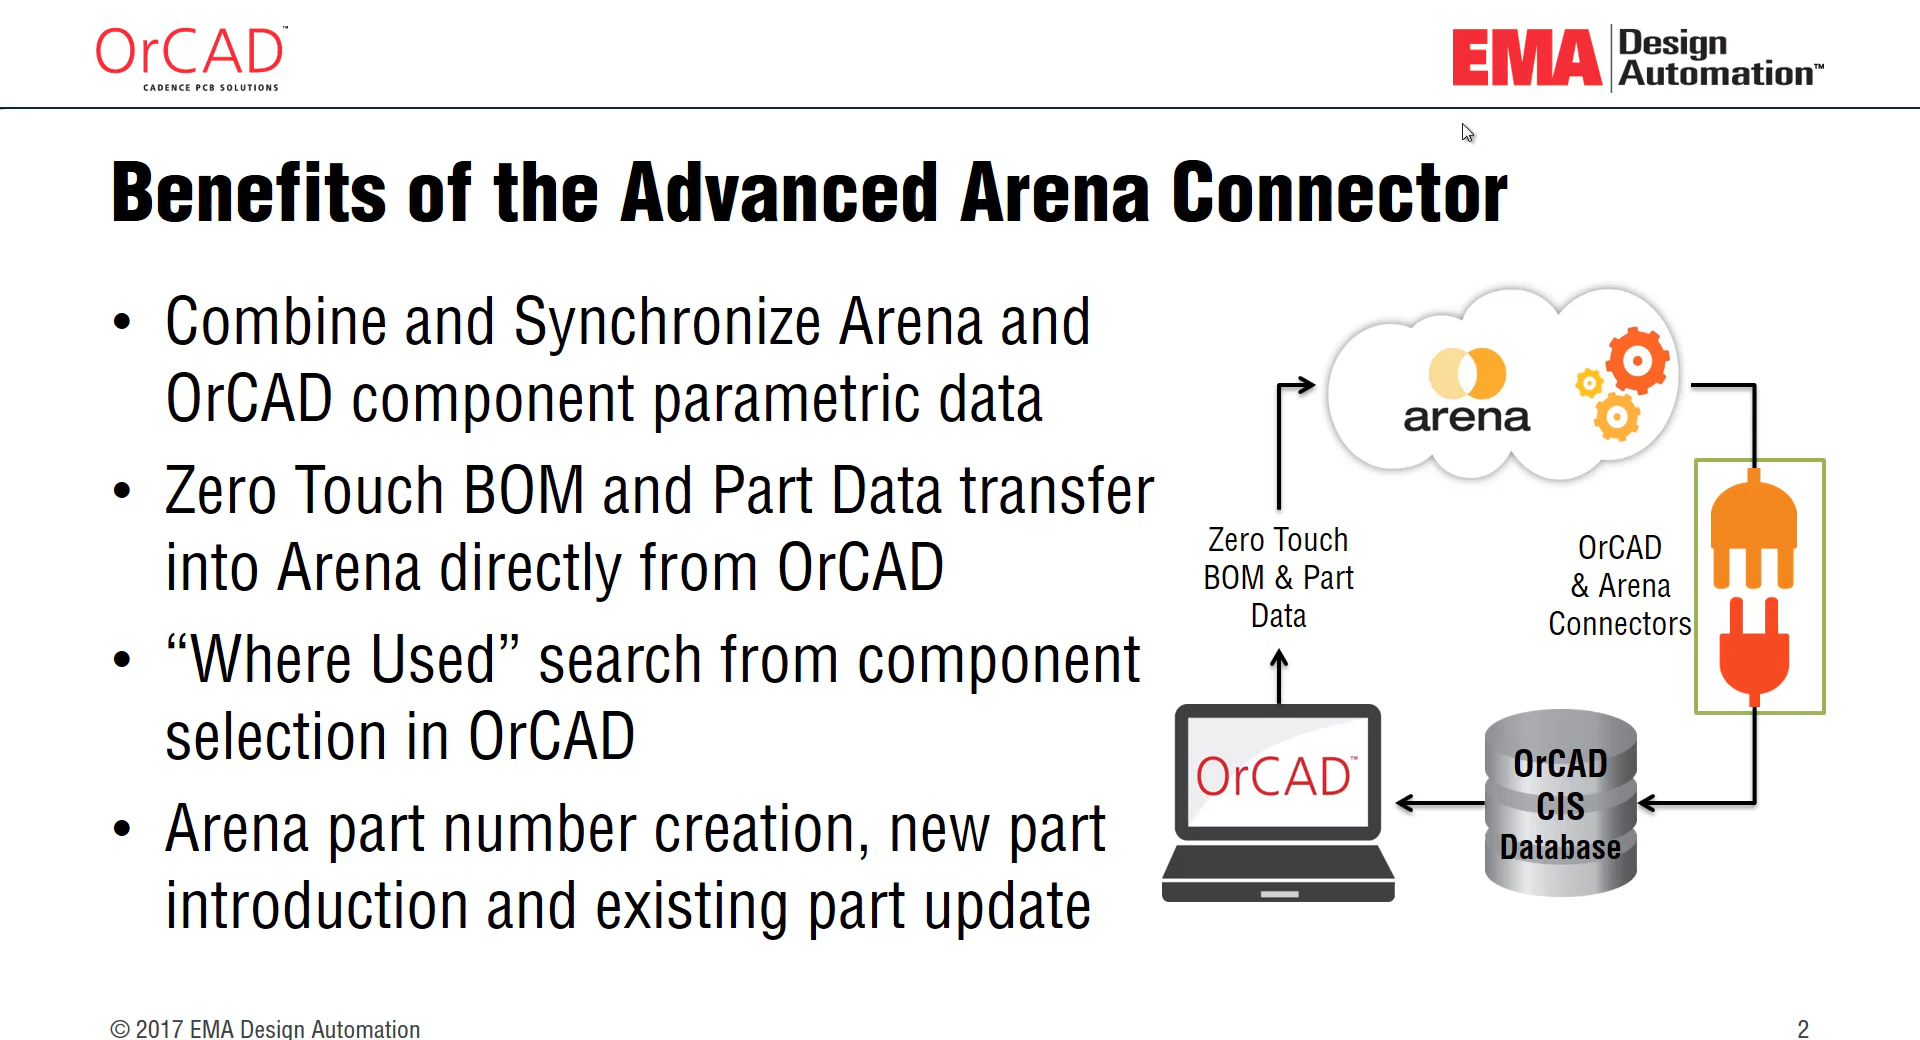 OrCAD™
CADENCE PCB SOLUTIONS
EMA Design
Automation™
Benefits of the Advanced Arena Connector
• Combine and Synchronize Arena and
OrCAD component parametric data
• Zero Touch BOM and Part Data transfer
into Arena directly from OrCAD
• “Where Used” search from component
selection in OrCAD
• Arena part number creation, new part
introduction and existing part update
arena
Zero Touch
BOM & Part
Data
OrCAD
& Arena
Connectors
OrCAD™
OrCAD
CIS
Database
© 2017 EMA Design Automation
2